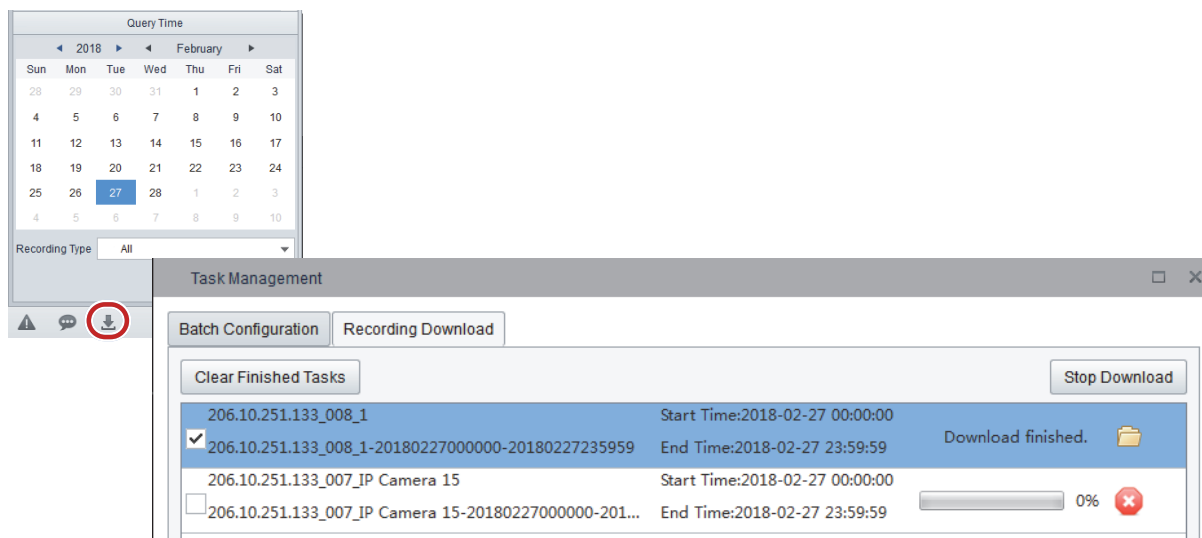 Query Time
2018 February
Sun Mon Tue Wed Thu Fri Sat
28 29 30 31 1 2 3
4 5 6 7 8 9 10
11 12 13 14 15 16 17
18 19 20 21 22 23 24
25 26 27 28 1 2 3
4 5 6 7 8 9 10
Recording Type All
Task Management
Batch Configuration Recording Download
Clear Finished Tasks Stop Download
206.10.251.133_008_1 Start Time:2018-02-27 00:00:00
206.10.251.133_008_1-20180227000000-20180227235959 End Time:2018-02-27 23:59:59 Download finished.
206.10.251.133_007_IP Camera 15 Start Time:2018-02-27 00:00:00
0%
206.10.251.133_007_IP Camera 15-20180227000000-201... End Time:2018-02-27 23:59:59